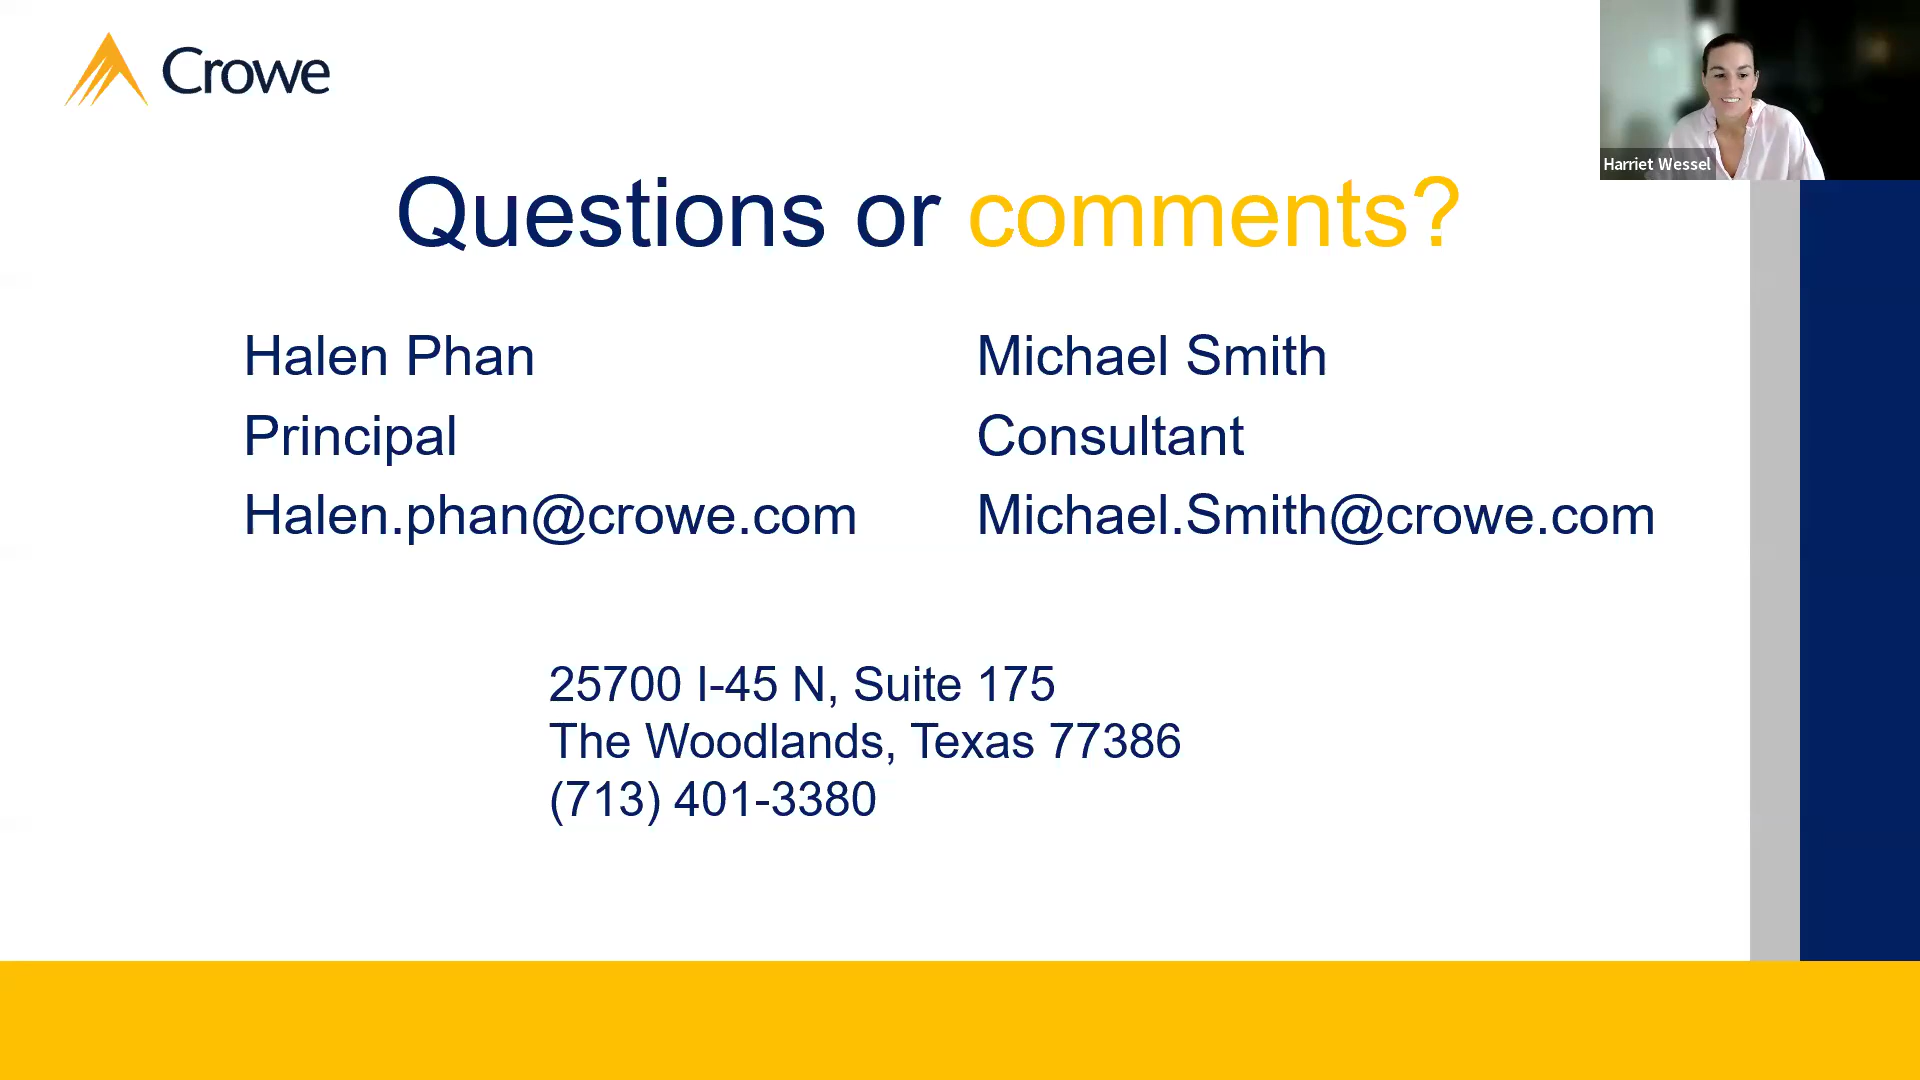 Crowe
Harriet Wessel
Questions or comments?
Halen Phan
Principal
Halen.phan@crowe.com
Michael Smith
Consultant
Michael.Smith@crowe.com
25700 I-45 N, Suite 175
The Woodlands, Texas 77386
(713) 401-3380